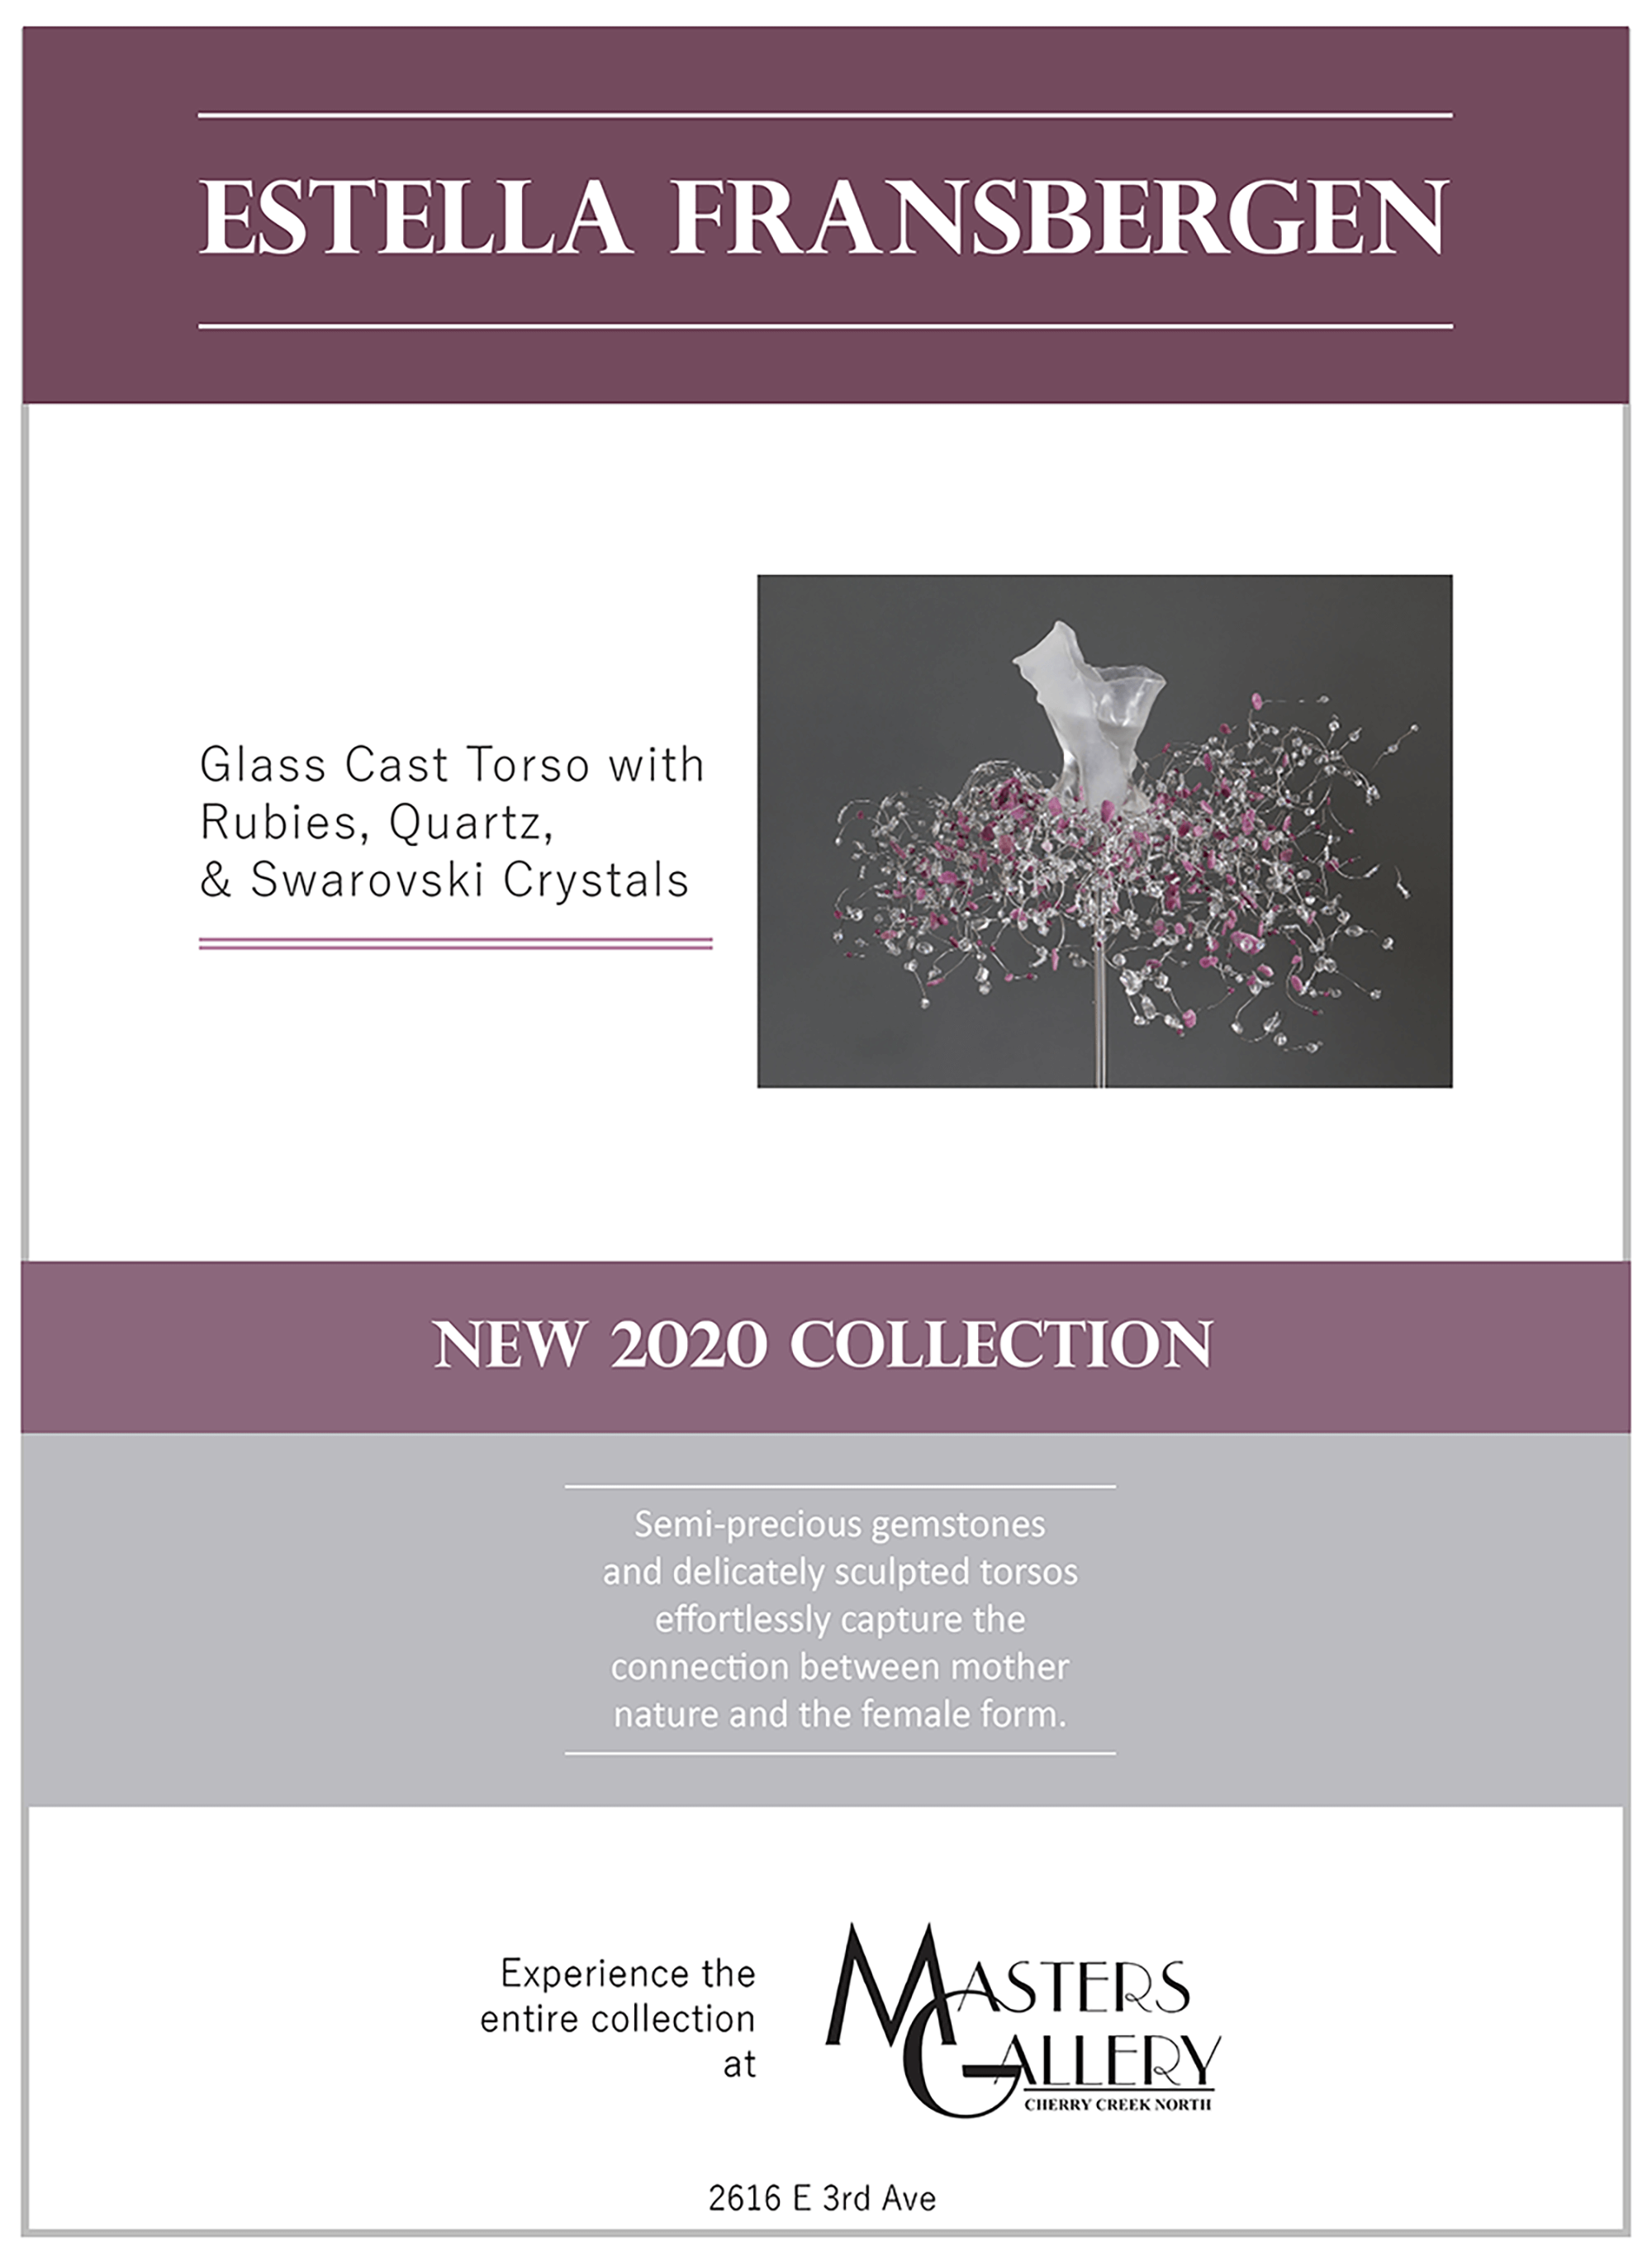 ESTELLA FRANSBERGEN
Glass Cast Torso with
Rubies, Quartz,
& Swarovski Crystals
NEW 2020 COLLECTION
Semi-precious gemstones
and delicately sculpted torsos
effortlessly capture the
connection between mother
nature and the female form.
Experience the
entire collection
at
MASTERS
GALLERY
CHERRY CREEK NORTH
2616 E 3rd Ave